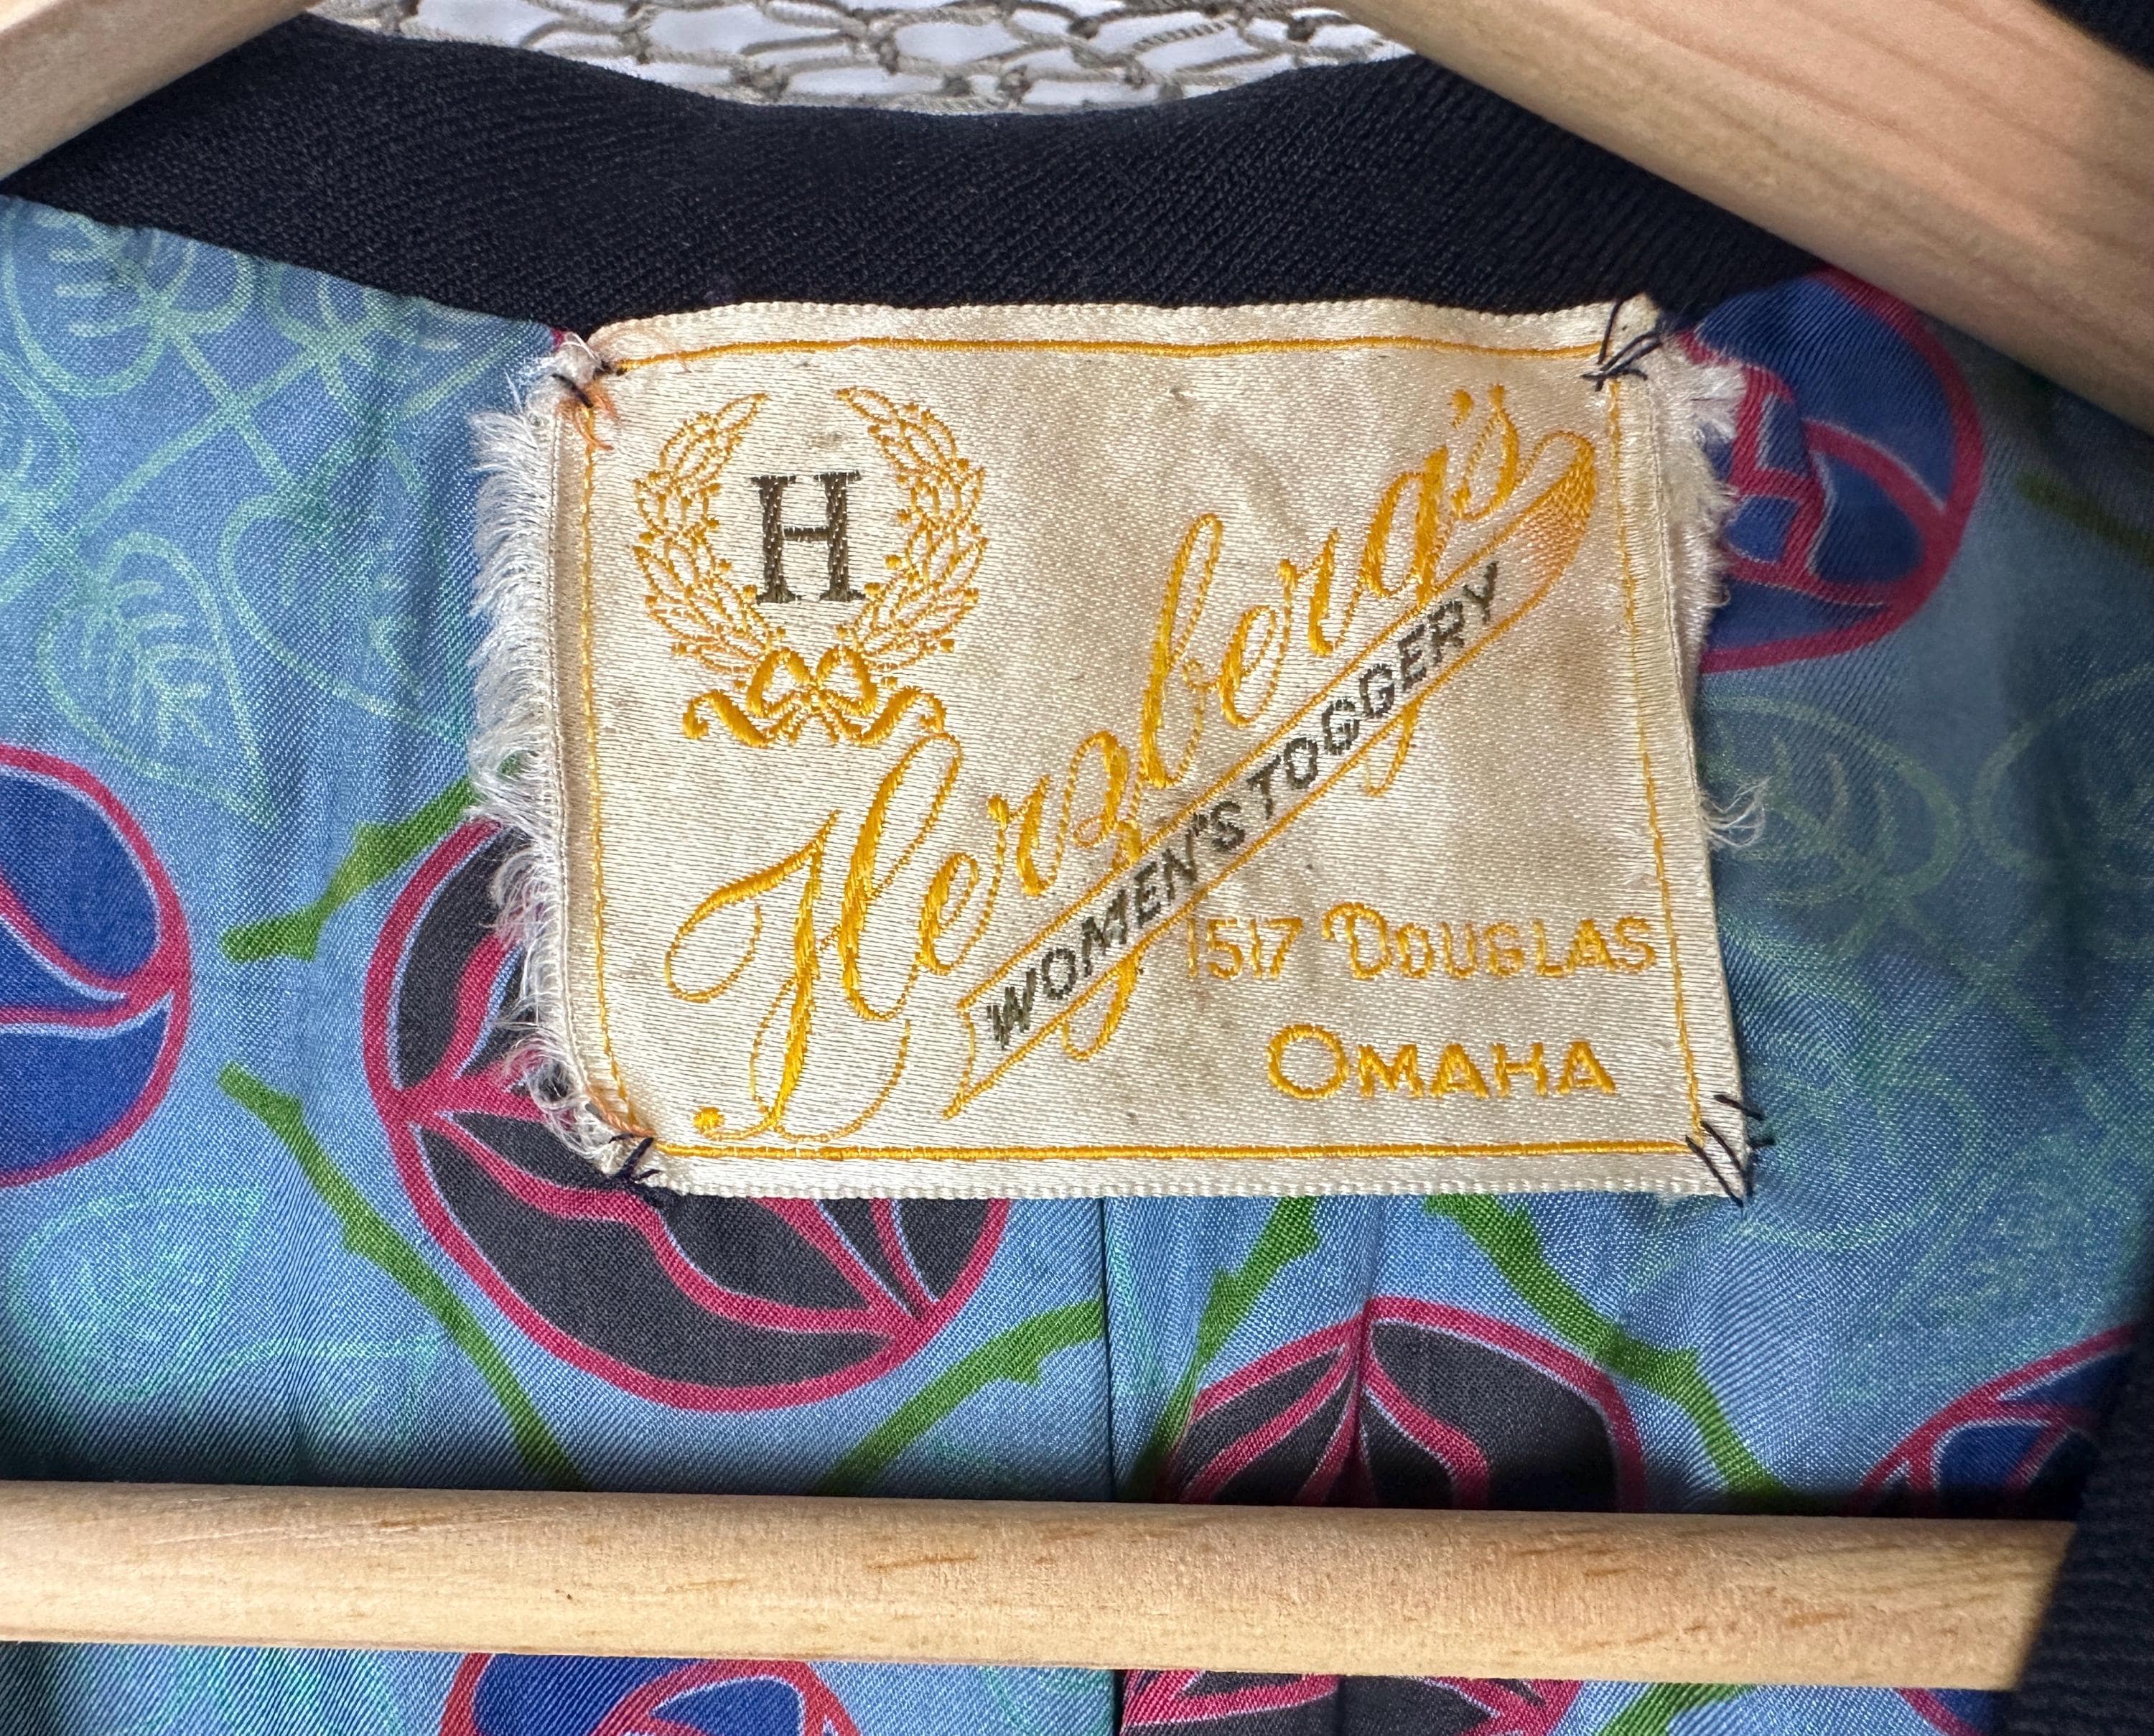 H
Herzberg's
WOMEN'S TOGGERY
1517 DOUGLAS
OMAHA